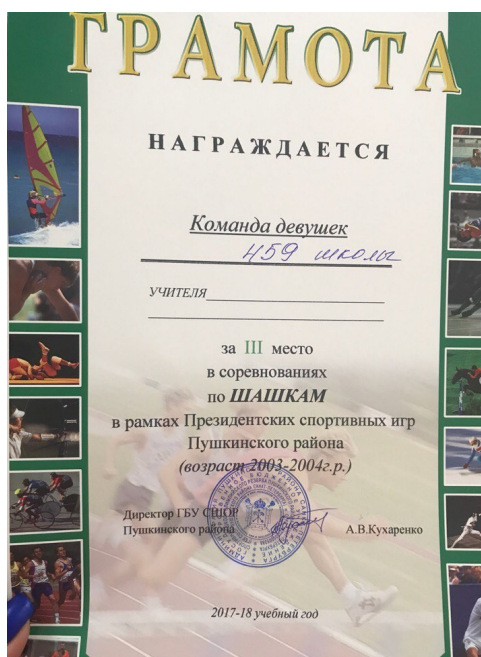 ГРАМОТА
НАГРАЖДАЕТСЯ
Команда девушек
459 школы
УЧИТЕЛЯ
за III место
в соревнованиях
по ШАШКАМ
в рамках Президентских спортивных игр
Пушкинского района
(возраст 2003-2004г.р.)
Директор ГБУ СШОР
Пушкинского района А.В.Кухаренко
2017-18 учебный год